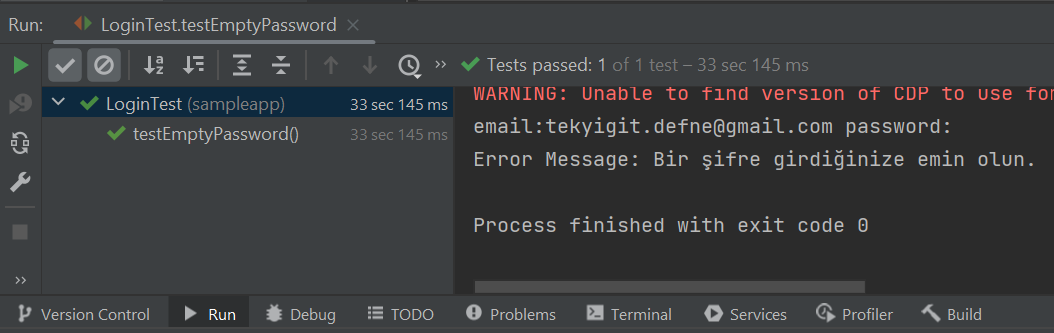 Run: LoginTest.testEmptyPassword
Tests passed: 1 of 1 test – 33 sec 145 ms
LoginTest (sampleapp) 33 sec 145 ms
testEmptyPassword() 33 sec 145 ms
WARNING: Unable to find version of CDP to use for
email:tekyigit.defne@gmail.com password:
Error Message: Bir şifre girdiğinize emin olun.
Process finished with exit code 0
Version Control Run Debug TODO Problems Terminal Services Profiler Build